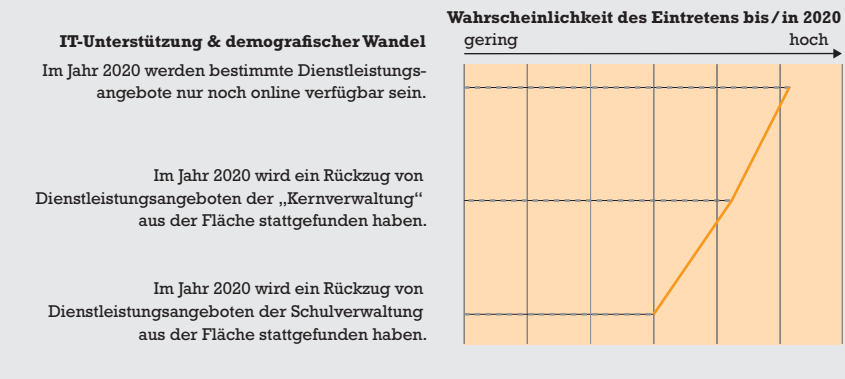 Wahrscheinlichkeit des Eintretens bis/in 2020
IT-Unterstützung & demografischer Wandel
gering
hoch
Im Jahr 2020 werden bestimmte Dienstleistungs-
angebote nur noch online verfügbar sein.
Im Jahr 2020 wird ein Rückzug von
Dienstleistungsangeboten der „Kernverwaltung“
aus der Fläche stattgefunden haben.
Im Jahr 2020 wird ein Rückzug von
Dienstleistungsangeboten der Schulverwaltung
aus der Fläche stattgefunden haben.